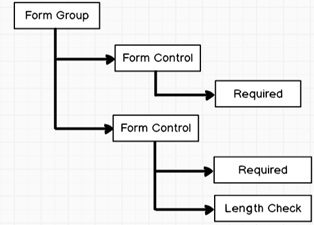 Form Group
Form Control
Required
Form Control
Required
Length Check